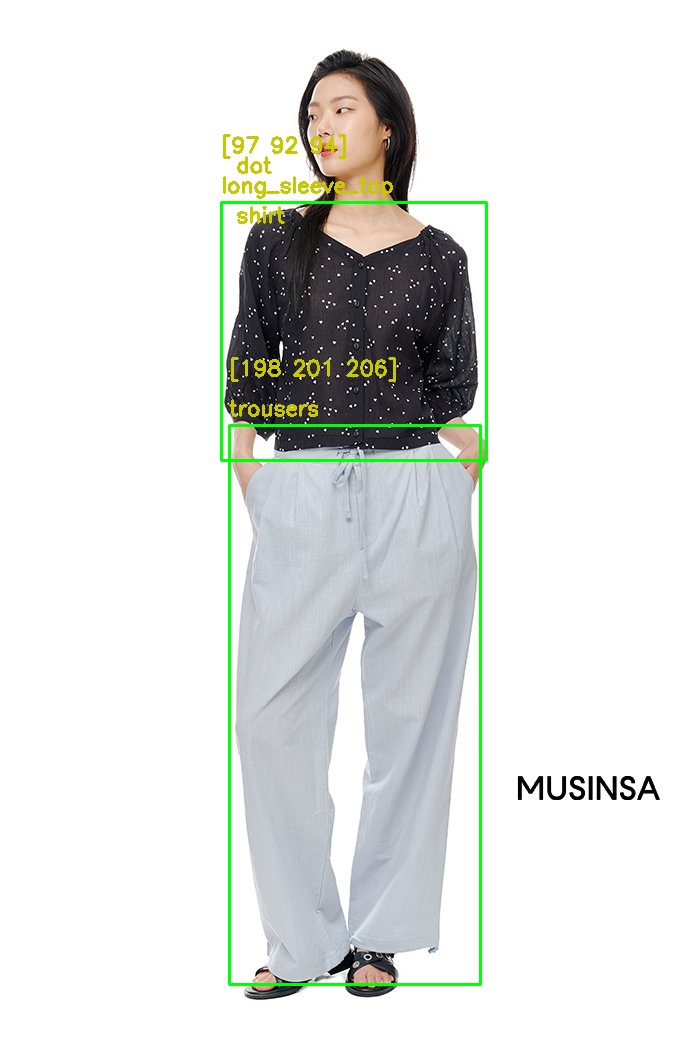 [97 92 94]
dot
long_sleeve_top
shirt
[198 201 206]
trousers
MUSINSA